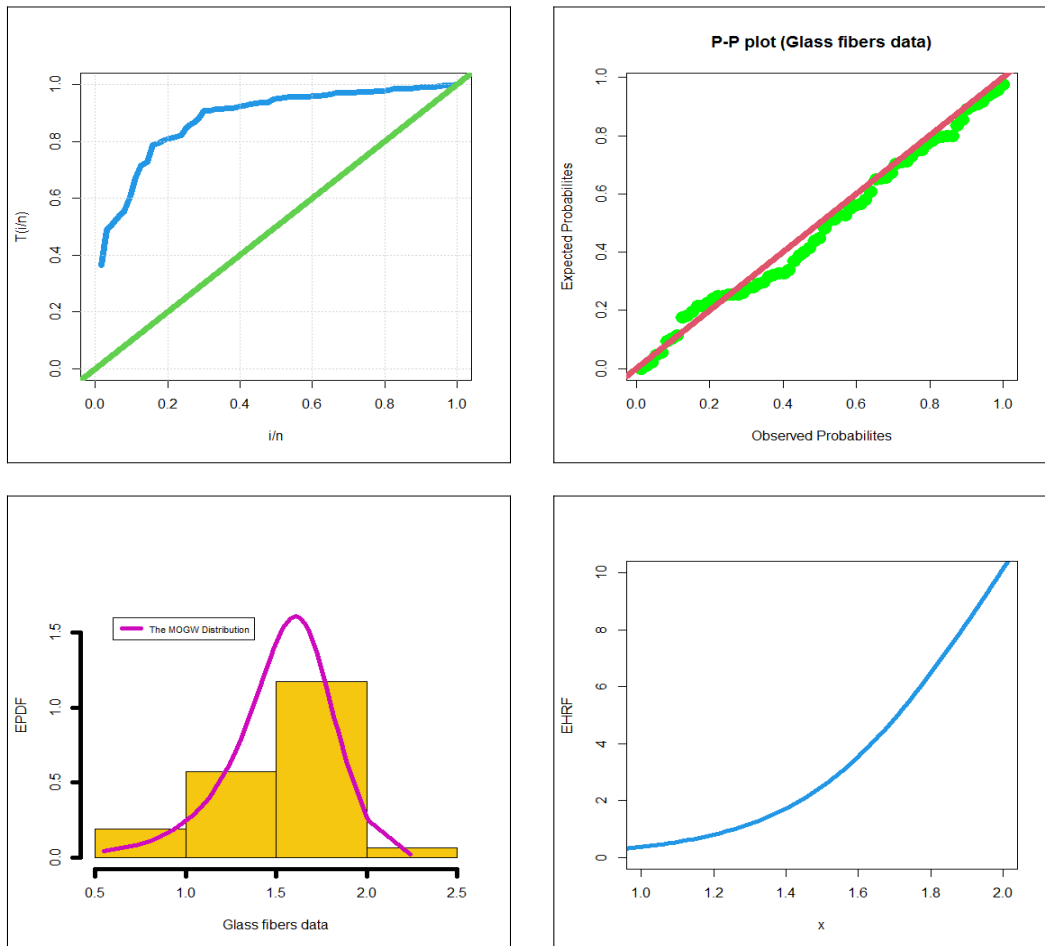 T(i/n)
1.0
0.8
0.6
0.4
0.2
0.0
0.0 0.2 0.4 0.6 0.8 1.0
i/n
P-P plot (Glass fibers data)
Expected Probabilites
1.0
0.8
0.6
0.4
0.2
0.0
0.0 0.2 0.4 0.6 0.8 1.0
Observed Probabilites
The MOGW Distribution
EPDF
1.5
1.0
0.5
0.0
0.5 1.0 1.5 2.0 2.5
Glass fibers data
EHRF
10
8
6
4
2
0
1.0 1.2 1.4 1.6 1.8 2.0
x